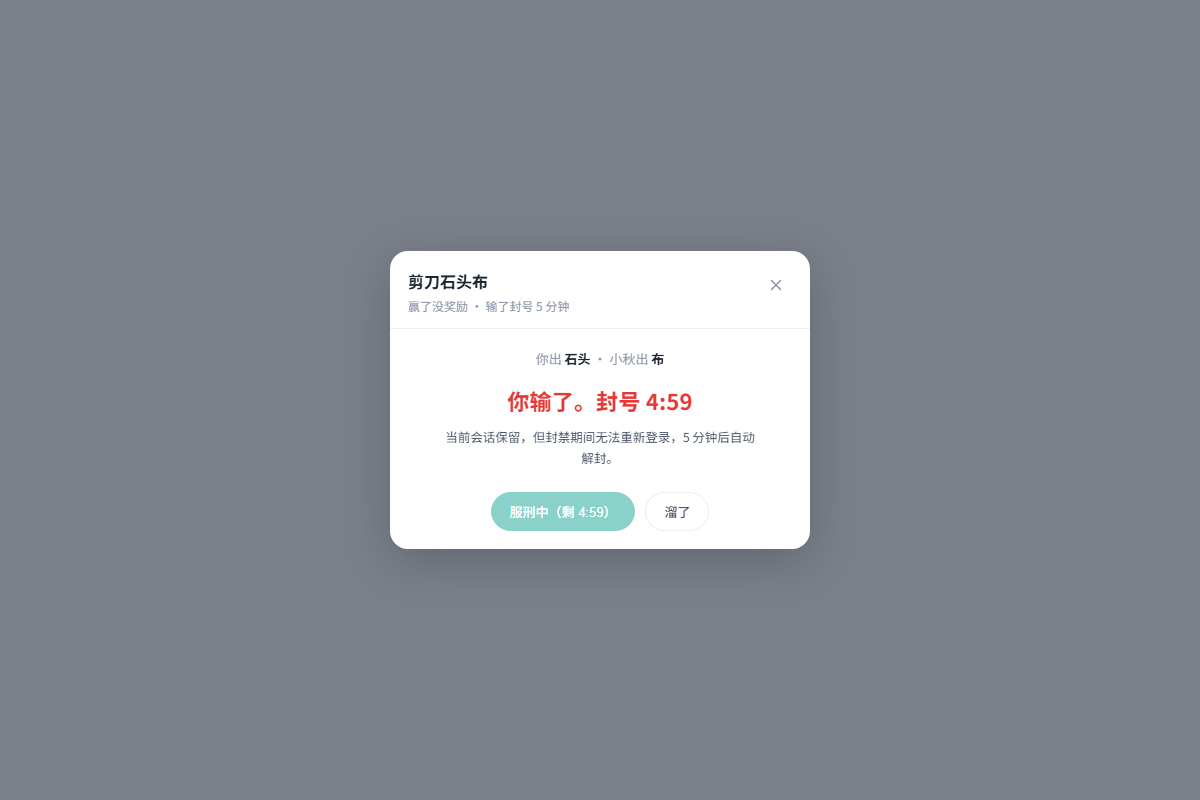 剪刀石头布
赢了没奖励 · 输了封号 5 分钟
你出 石头 · 小秋出 布
你输了。封号 4:59
当前会话保留，但封禁期间无法重新登录，5 分钟后自动
解封。
服刑中（剩 4:59） 溜了